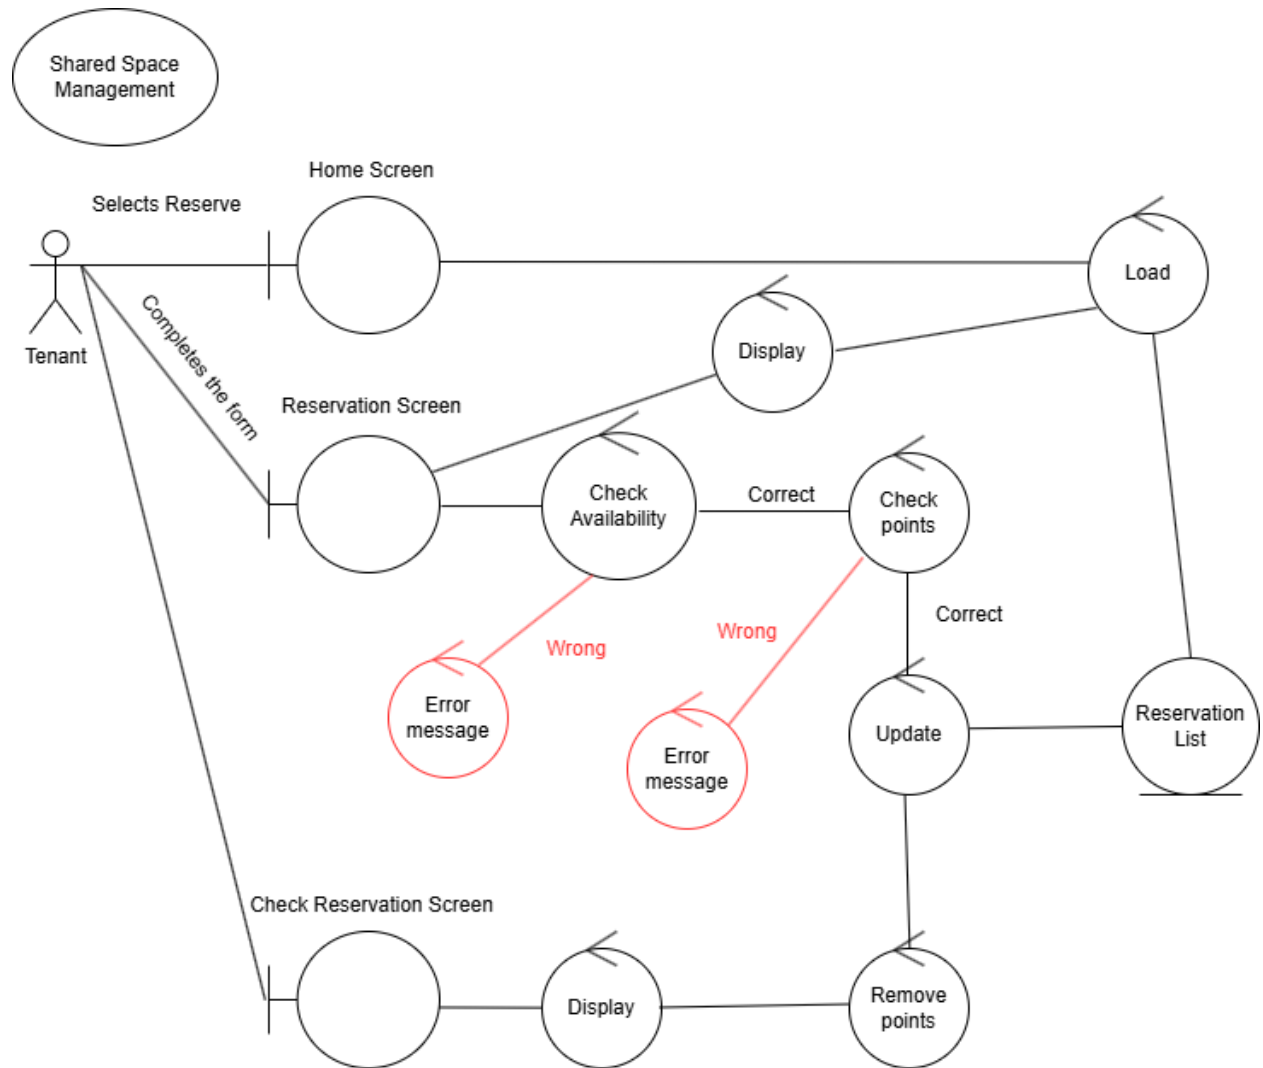 Shared Space
Management
Home Screen
Selects Reserve
Load
Tenant
Completes the form
Display
Reservation Screen
Check
Availability
Correct
Check
points
Correct
Wrong
Wrong
Error
message
Error
message
Update
Reservation
List
Check Reservation Screen
Display
Remove
points